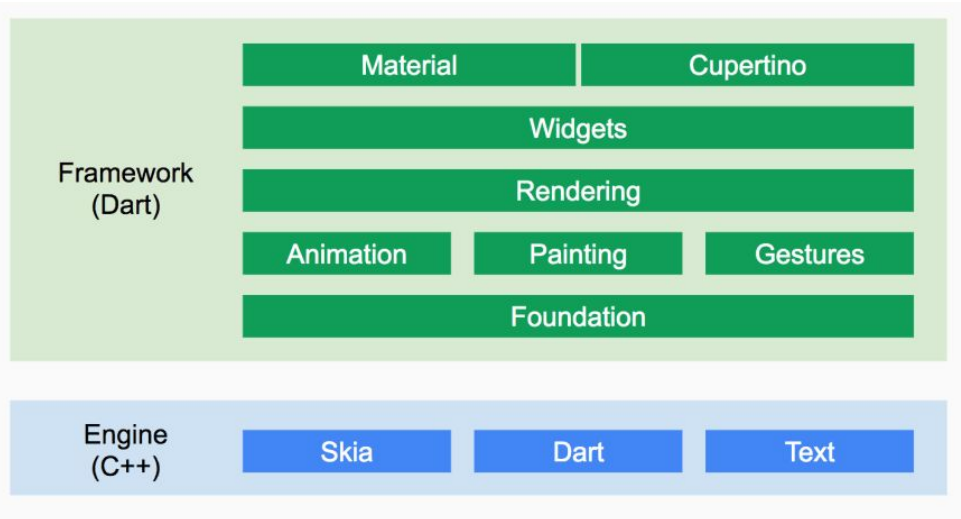 Material Cupertino
Widgets
Framework
(Dart)
Rendering
Animation Painting Gestures
Foundation
Engine
(C++)
Skia Dart Text